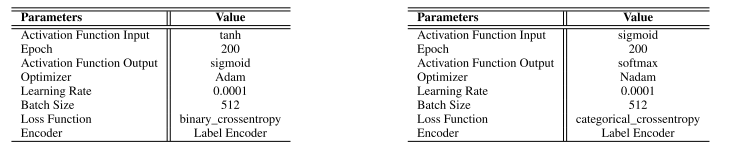 Parameters Value
Activation Function Input tanh
Epoch 200
Activation Function Output sigmoid
Optimizer Adam
Learning Rate 0.0001
Batch Size 512
Loss Function binary_crossentropy
Encoder Label Encoder
Parameters Value
Activation Function Input sigmoid
Epoch 200
Activation Function Output softmax
Optimizer Nadam
Learning Rate 0.0001
Batch Size 512
Loss Function categorical_crossentropy
Encoder Label Encoder